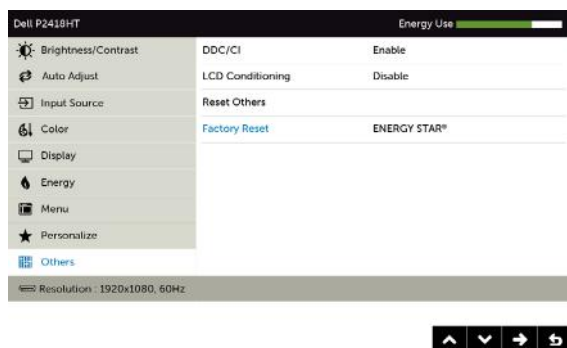 Dell P2418HT Energy Use
Brightness/Contrast DDC/CI Enable
Auto Adjust LCD Conditioning Disable
Input Source Reset Others
Color Factory Reset ENERGY STAR®
Display
Energy
Menu
Personalize
Others
Resolution : 1920x1080, 60Hz